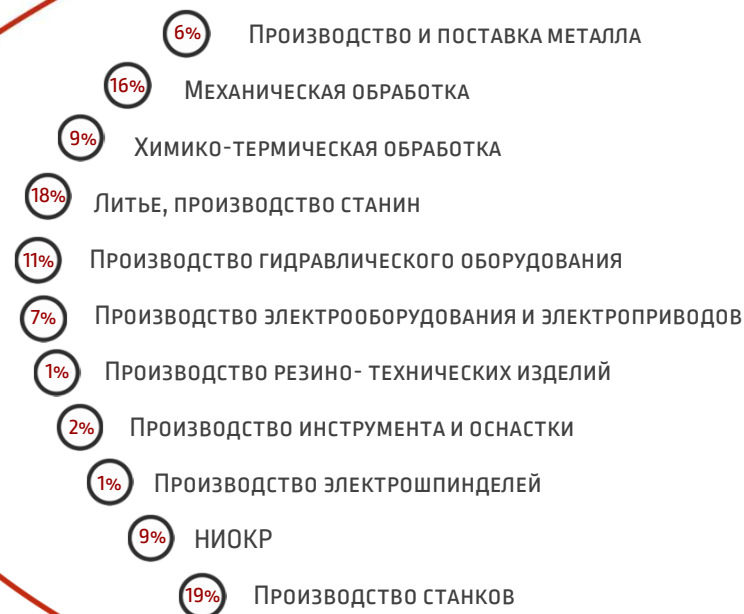 6% Производство и поставка металла
16% Механическая обработка
9% Химико-термическая обработка
18% Литье, производство станин
11% Производство гидравлического оборудования
7% Производство электрооборудования и электроприводов
1% Производство резино- технических изделий
2% Производство инструмента и оснастки
1% Производство электрошпинделей
9% НИОКР
19% Производство станков